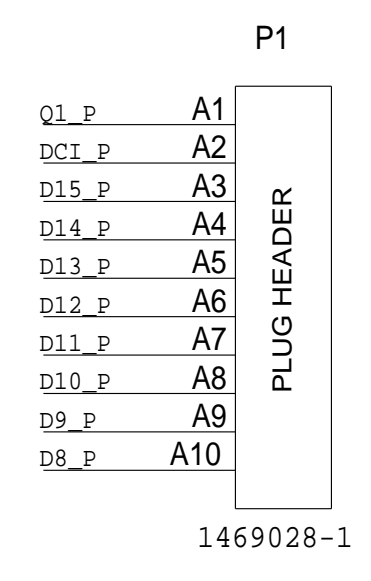 P1
Q1_P A1
DCI_P A2
D15_P A3
D14_P A4
D13_P A5
D12_P A6
D11_P A7
D10_P A8
D9_P A9
D8_P A10
PLUG HEADER
1469028-1